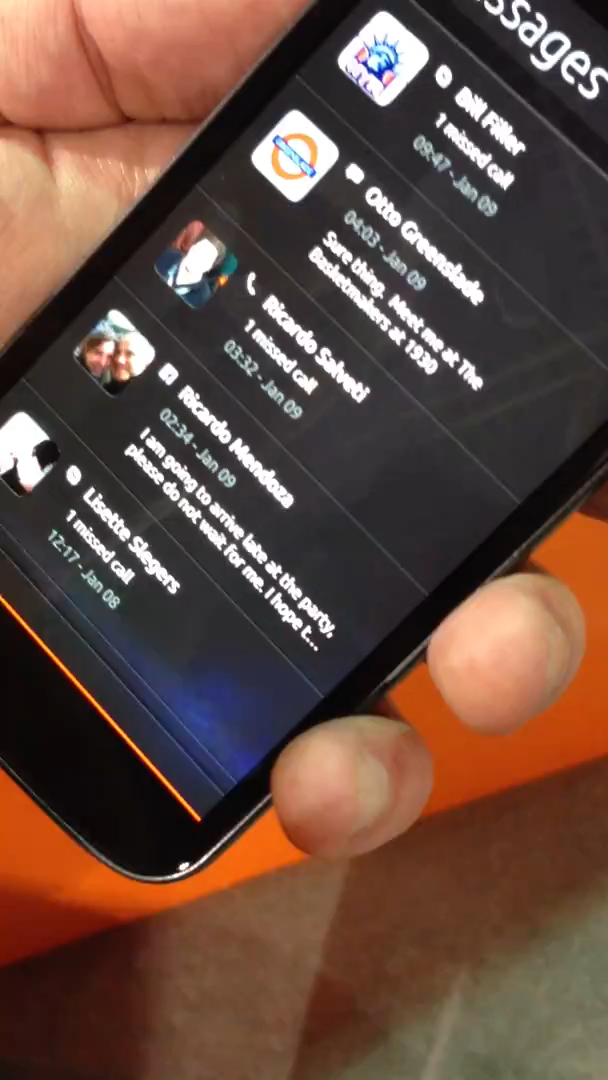 ssages
Bill Filler
1 missed call
09:47 - Jan 09
Otto Greenslade
04:03 - Jan 09
Sure thing. Meet me at The
Basketmakers at 1930
Ricardo Salveti
1 missed call
03:32 - Jan 09
Ricardo Mendoza
02:34 - Jan 09
I am going to arrive late at the party,
please do not wait for me. I hope t...
Lisette Slegers
1 missed call
12:17 - Jan 08